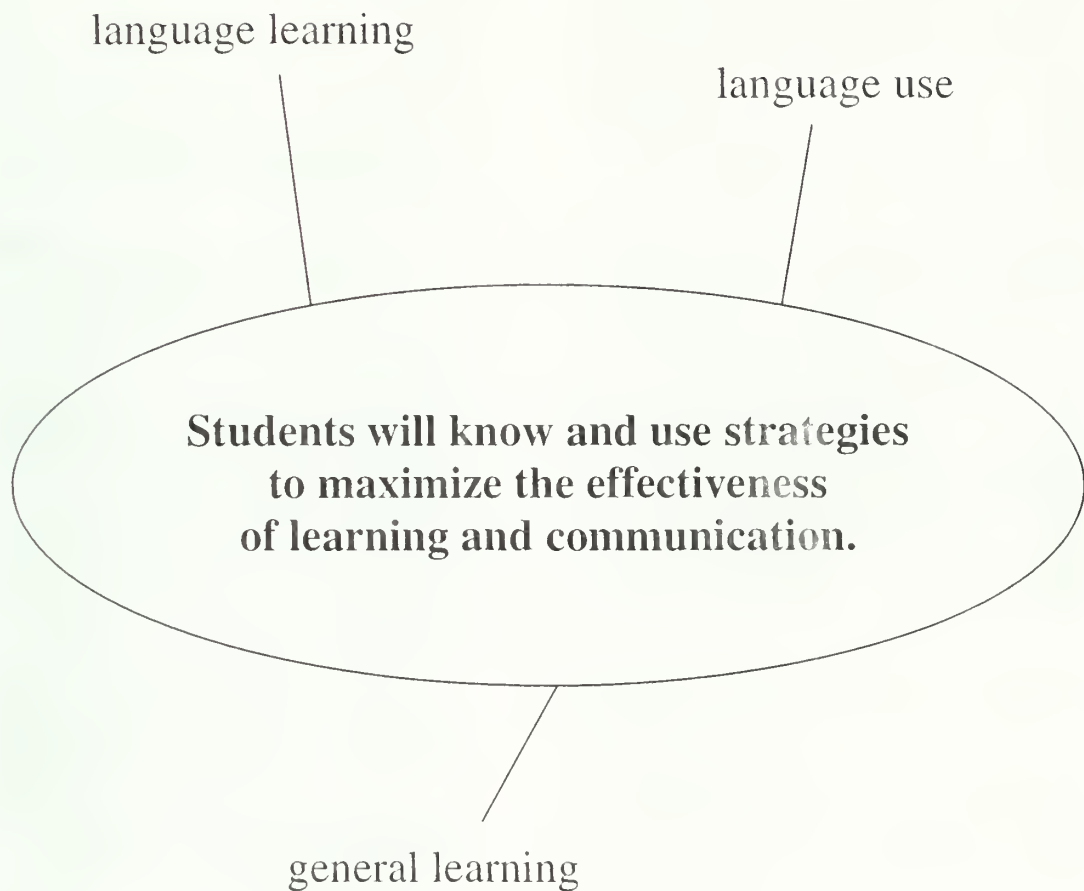 language learning
language use
Students will know and use strategies
to maximize the effectiveness
of learning and communication.
general learning